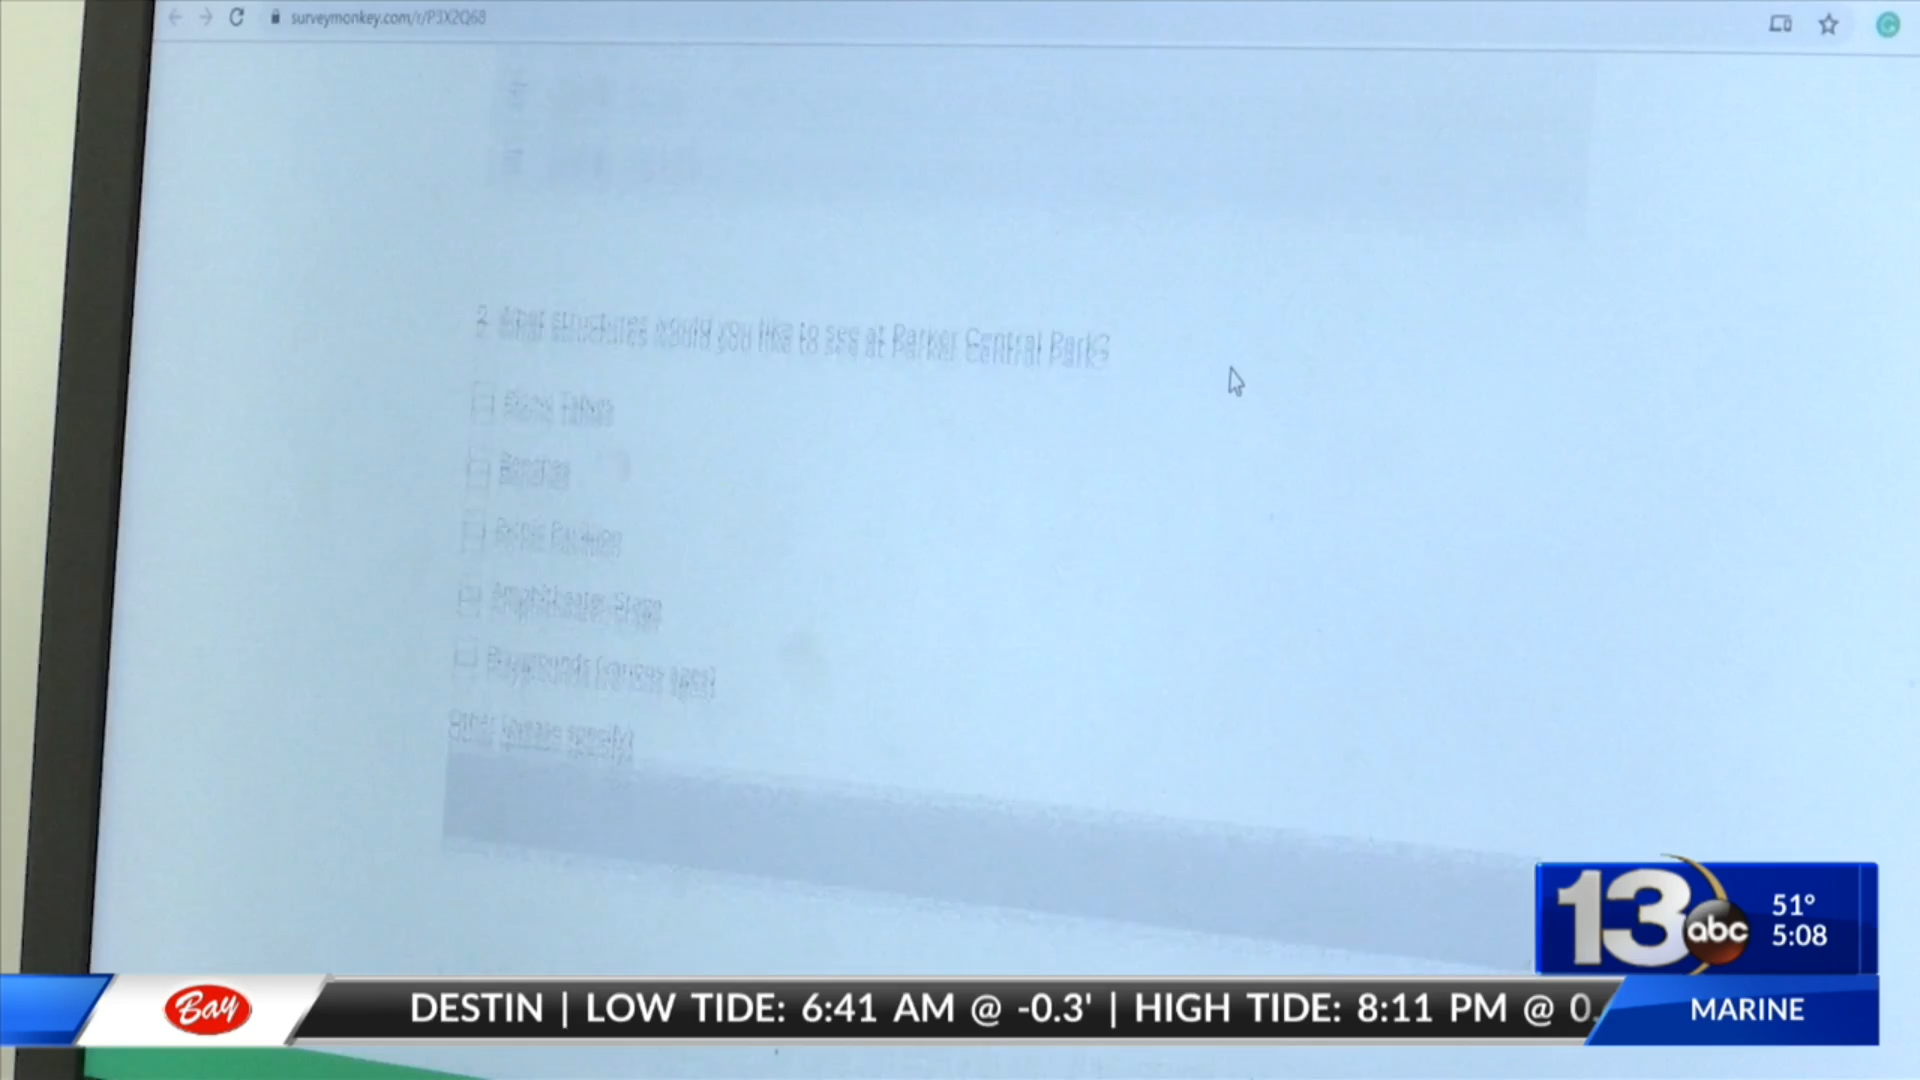 surveymonkey.com/r/P3X2Q68
2. What structures would you like to see at Parker Central Park?
Picnic Tables
Benches
Picnic Pavilion
Amphitheater Stage
Playgrounds (various ages)
Other (please specify)
13 abc
51°
5:08
Bay
DESTIN | LOW TIDE: 6:41 AM @ -0.3' | HIGH TIDE: 8:11 PM @ 0.
MARINE